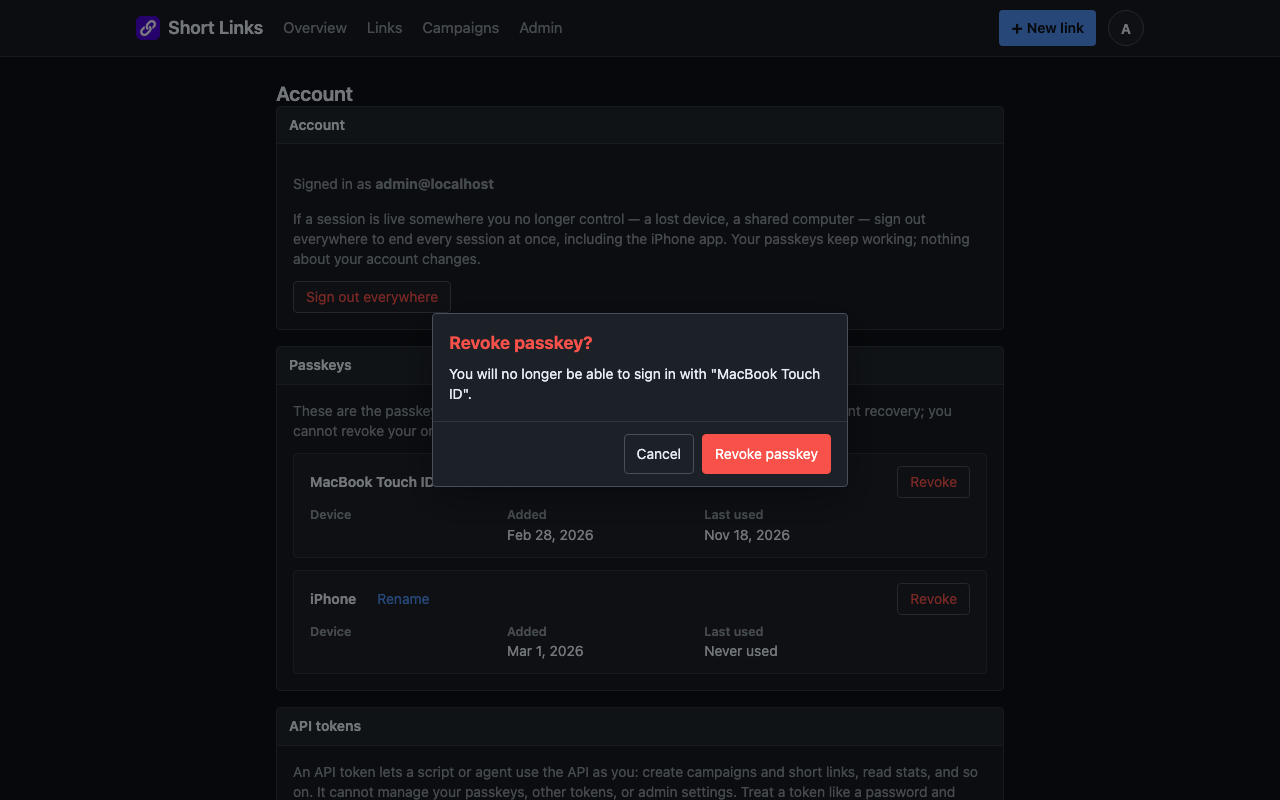 Short Links
Overview
Links
Campaigns
Admin
+ New link
A
Account
Account
Signed in as admin@localhost
If a session is live somewhere you no longer control — a lost device, a shared computer — sign out
everywhere to end every session at once, including the iPhone app. Your passkeys keep working; nothing
about your account changes.
Sign out everywhere
Revoke passkey?
You will no longer be able to sign in with "MacBook Touch
ID".
Cancel
Revoke passkey
Passkeys
These are the passke
nt recovery; you
cannot revoke your
MacBook Touch ID
Revoke
Device
Added
Last used
Feb 28, 2026
Nov 18, 2026
iPhone
Rename
Revoke
Device
Added
Last used
Mar 1, 2026
Never used
API tokens
An API token lets a script or agent use the API as you: create campaigns and short links, read stats, and so
on. It cannot manage your passkeys, other tokens, or admin settings. Treat a token like a password and